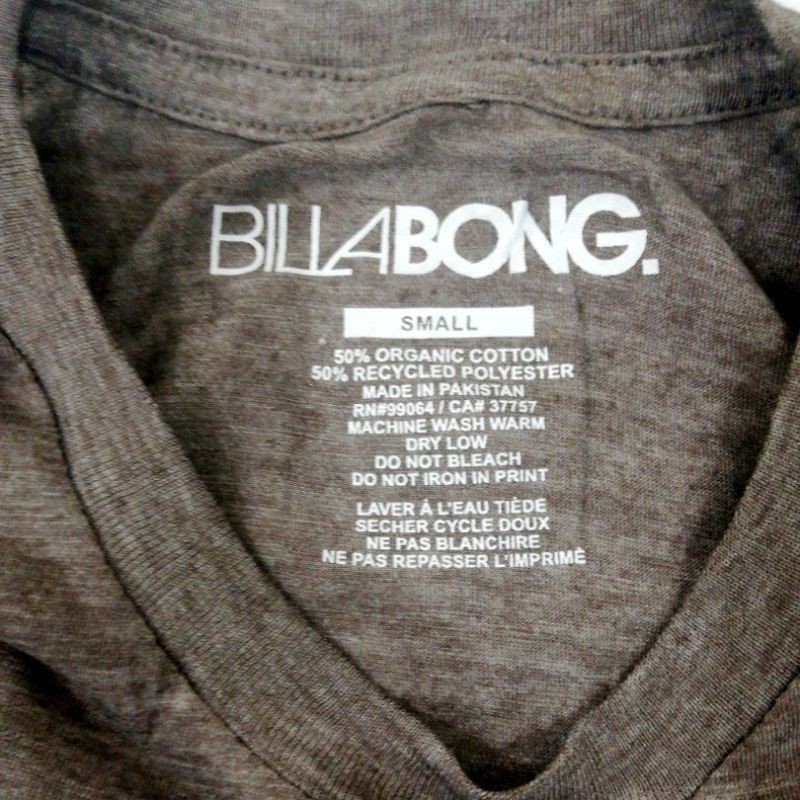 BILLABONG.
SMALL
50% ORGANIC COTTON
50% RECYCLED POLYESTER
MADE IN PAKISTAN
RN#99064 / CA# 37757
MACHINE WASH WARM
DRY LOW
DO NOT BLEACH
DO NOT IRON IN PRINT
LAVER Á L'EAU TIÈDE
SECHER CYCLE DOUX
NE PAS BLANCHIRE
NE PAS REPASSER L'IMPRIMÈ